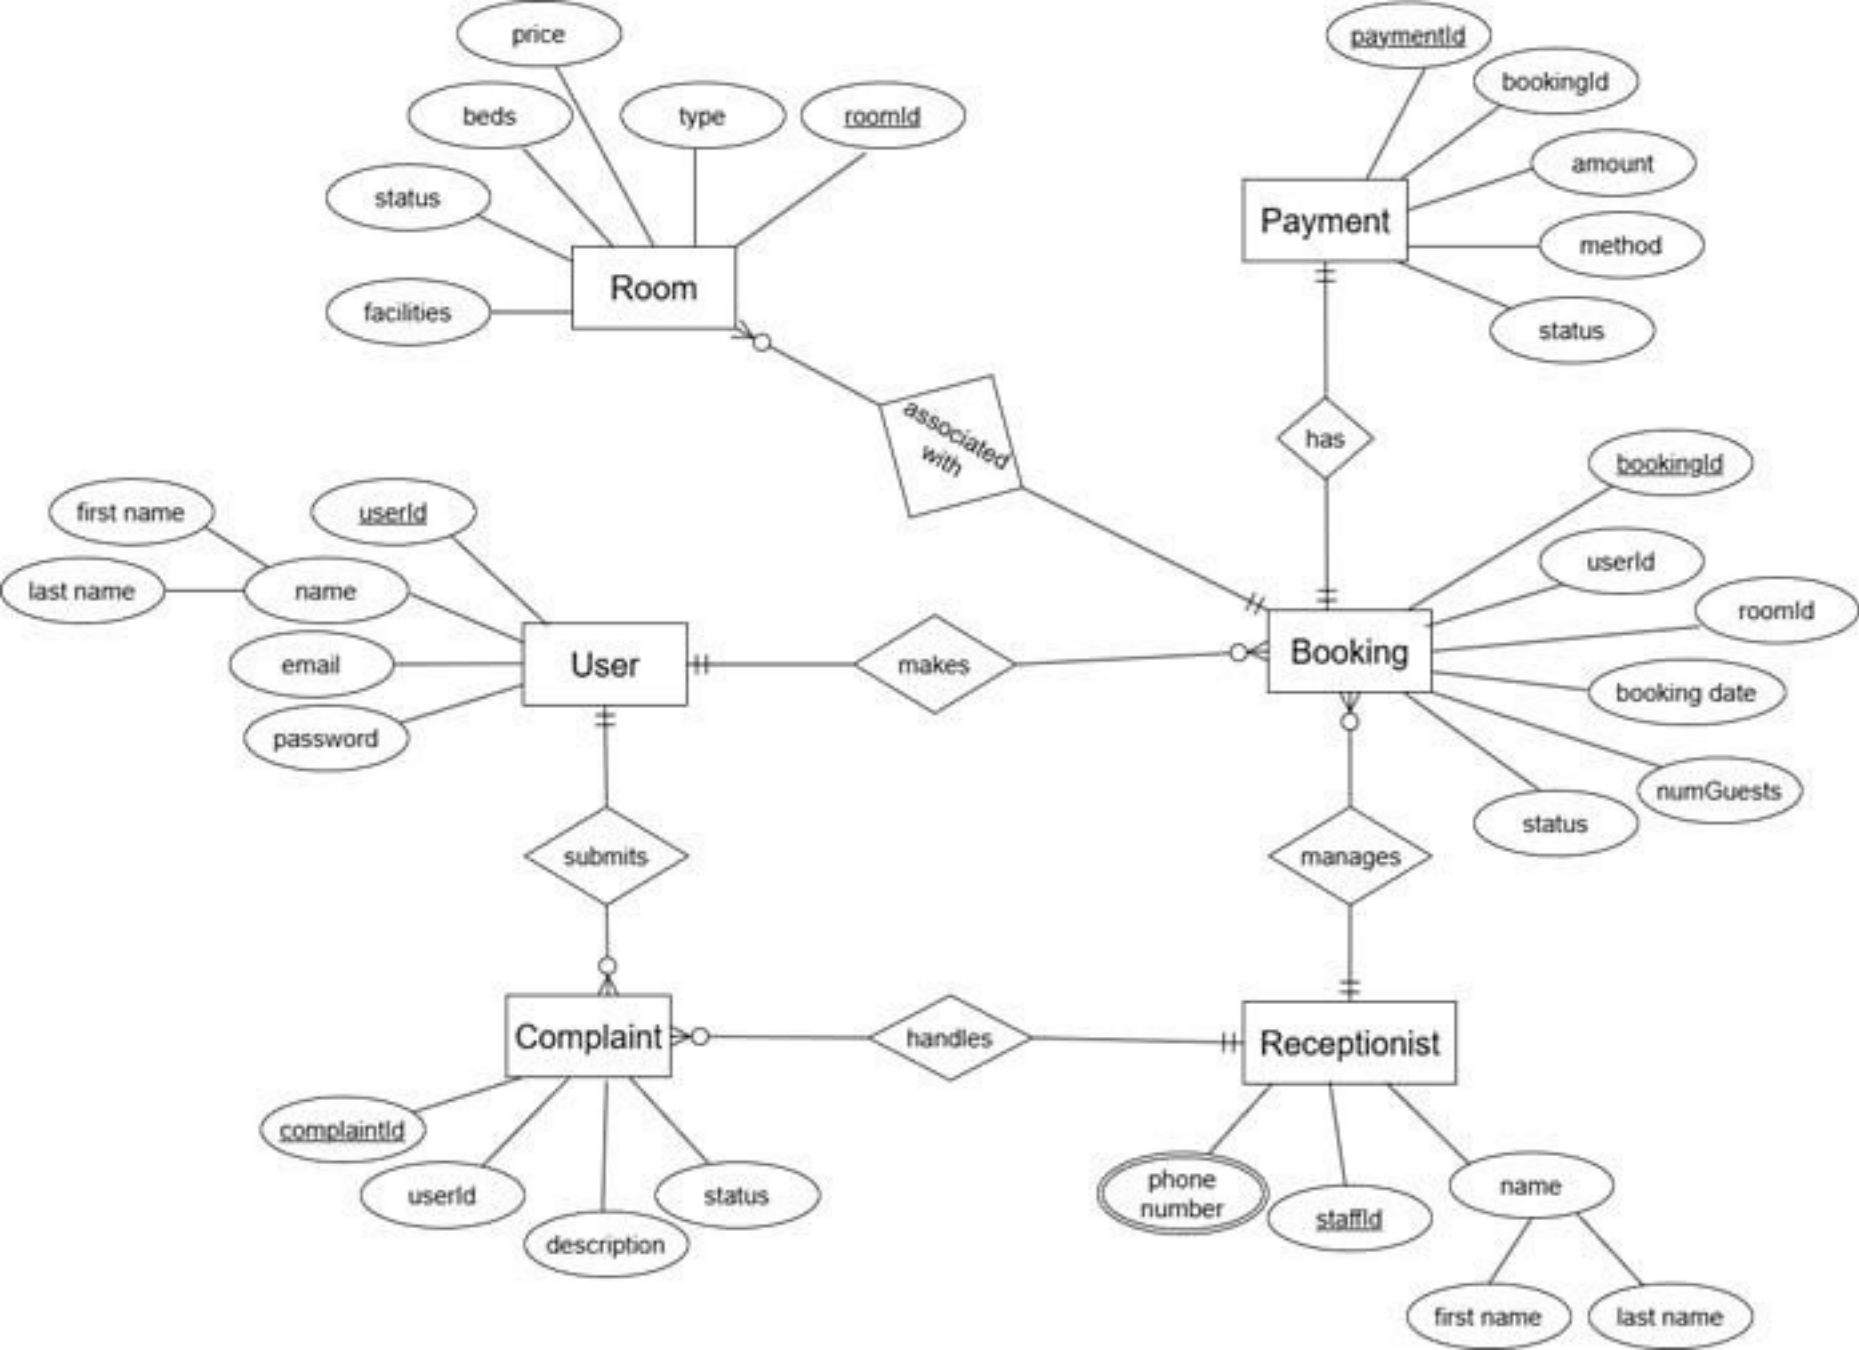 price
paymentId
bookingId
beds
type
roomId
amount
status
Payment
method
Room
facilities
status
associated
with
has
bookingId
first name
userId
userId
last name
name
roomId
email
User
makes
Booking
booking date
password
numGuests
status
submits
manages
Complaint
handles
Receptionist
complaintId
userId
status
description
phone
number
staffId
name
first name
last name